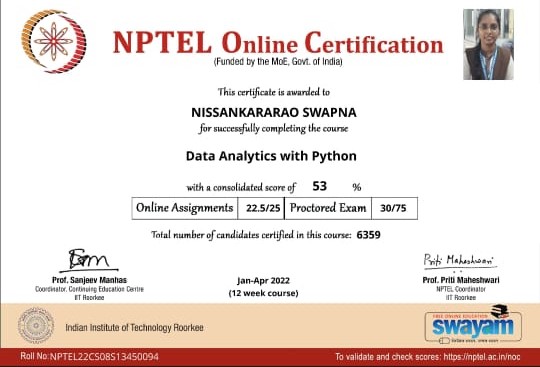 NPTEL Online Certification
(Funded by the MoE, Govt. of India)
This certificate is awarded to
NISSANKARARAO SWAPNA
for successfully completing the course
Data Analytics with Python
with a consolidated score of 53 %
Online Assignments 22.5/25 Proctored Exam 30/75
Total number of candidates certified in this course: 6359
Priti Maheshwari
Prof. Sanjeev Manhas
Coordinator, Continuing Education Centre
IIT Roorkee
Jan-Apr 2022
(12 week course)
Prof. Priti Maheshwari
NPTEL Coordinator
IIT Roorkee
Indian Institute of Technology Roorkee
FREE ONLINE EDUCATION
swayam
शिक्षित भारत, उन्नत भारत
Roll No:NPTEL22CS08S13450094
To validate and check scores: https://nptel.ac.in/noc